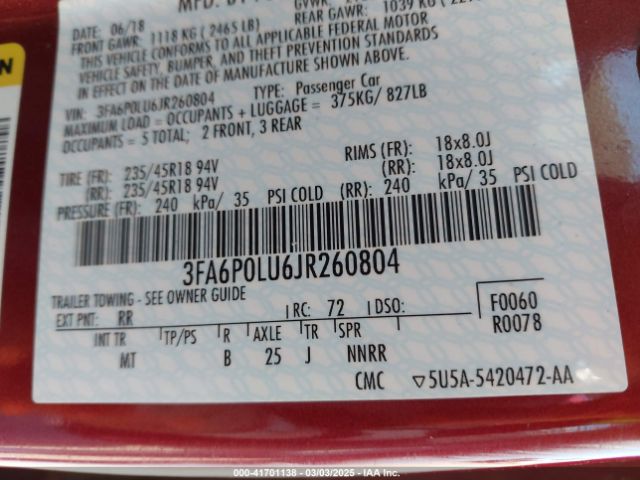 MFD. BY
GVWR
DATE: 06/18 REAR GAWR: 1039 KG
FRONT GAWR: 1118 KG ( 2465 LB)
THIS VEHICLE CONFORMS TO ALL APPLICABLE FEDERAL MOTOR
VEHICLE SAFETY, BUMPER, AND THEFT PREVENTION STANDARDS
IN EFFECT ON THE DATE OF MANUFACTURE SHOWN ABOVE.
VIN: 3FA6P0LU6JR260804 TYPE: Passenger Car
MAXIMUM LOAD = OCCUPANTS + LUGGAGE = 375KG/ 827LB
OCCUPANTS = 5 TOTAL; 2 FRONT, 3 REAR
TIRE (FR): 235/45R18 94V RIMS (FR): 18x8.0J
(RR): 235/45R18 94V (RR): 18x8.0J
PRESSURE (FR): 240 kPa/ 35 PSI COLD (RR): 240 kPa/ 35 PSI COLD
3FA6P0LU6JR260804
TRAILER TOWING - SEE OWNER GUIDE
EXT PNT: RR RC: 72 DSO: F0060
R0078
INT TR TP/PS R AXLE TR SPR
MT B 25 J NNRR
CMC ▽5U5A-5420472-AA
00-41701138 - 03/03/2025 - IAA Inc.